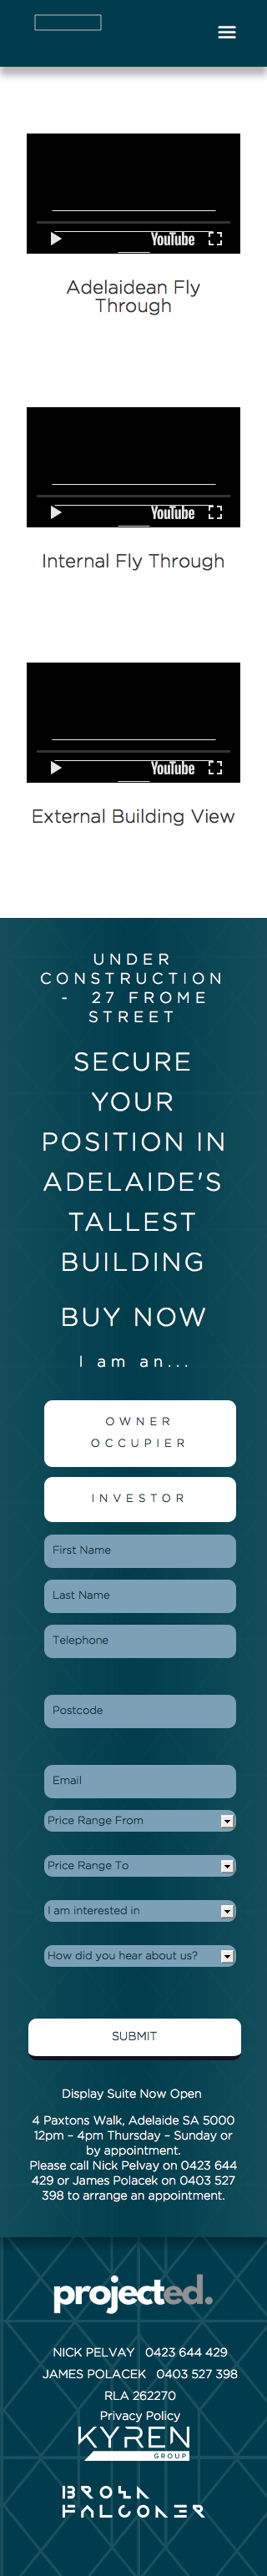 YouTube
Adelaidean Fly
Through
YouTube
Internal Fly Through
YouTube
External Building View
UNDER
CONSTRUCTION
- 27 FROME
STREET
SECURE
YOUR
POSITION IN
ADELAIDE'S
TALLEST
BUILDING
BUY NOW
I am an...
OWNER
OCCUPIER
INVESTOR
First Name
Last Name
Telephone
Postcode
Email
Price Range From
Price Range To
I am interested in
How did you hear about us?
SUBMIT
Display Suite Now Open
4 Paxtons Walk, Adelaide SA 5000
12pm – 4pm Thursday – Sunday or
by appointment.
Please call Nick Pelvay on 0423 644
429 or James Polacek on 0403 527
398 to arrange an appointment.
projected.
NICK PELVAY 0423 644 429
JAMES POLACEK 0403 527 398
RLA 262270
Privacy Policy
KYREN
GROUP
BROWN
FALCONER